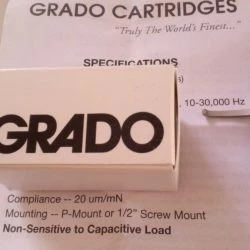 GRADO CARTRIDGES
"Truly The World's Finest..."
SPECIFICATIONS
s)
10-30,000 Hz
GRADO
Compliance -- 20 um/mN
Mounting -- P-Mount or 1/2" Screw Mount
Non-Sensitive to Capacitive Load